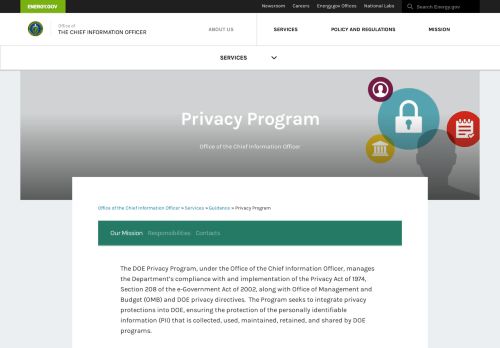 ENERGY.GOV
Newsroom Careers Energy.gov Offices National Labs Search Energy.gov
Office of
THE CHIEF INFORMATION OFFICER
ABOUT US SERVICES POLICY AND REGULATIONS MISSION
SERVICES
Privacy Program
Office of the Chief Information Officer
Office of the Chief Information Officer » Services » Guidance » Privacy Program
Our Mission Responsibilities Contacts
The DOE Privacy Program, under the Office of the Chief Information Officer, manages
the Department's compliance with and implementation of the Privacy Act of 1974,
Section 208 of the e-Government Act of 2002, along with Office of Management and
Budget (OMB) and DOE privacy directives. The Program seeks to integrate privacy
protections into DOE, ensuring the protection of the personally identifiable
information (PII) that is collected, used, maintained, retained, and shared by DOE
programs.